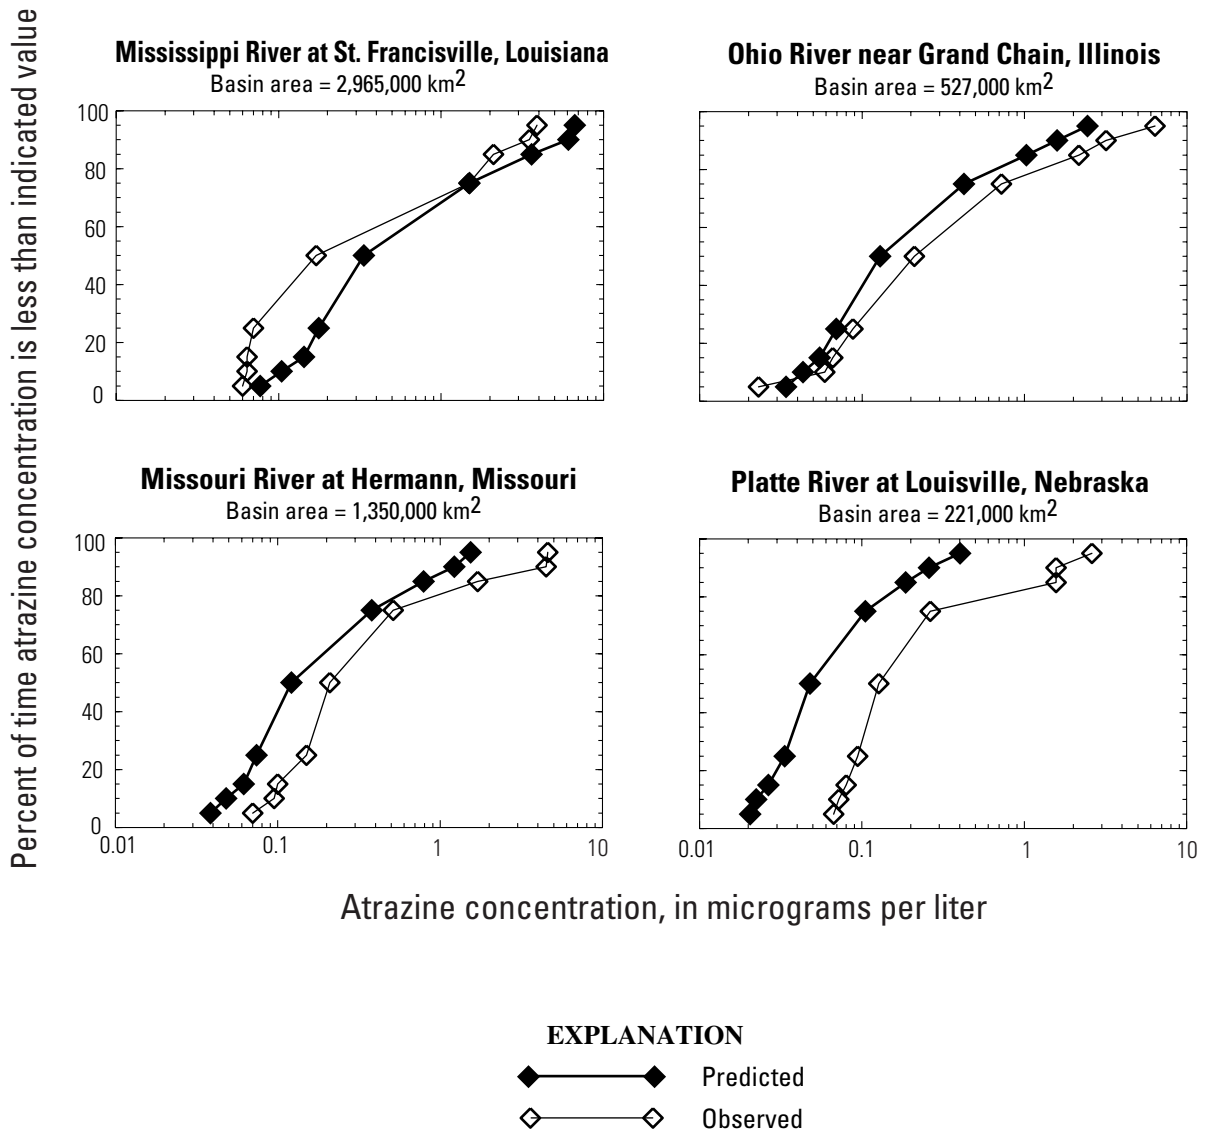 Percent of time atrazine concentration is less than indicated value
Mississippi River at St. Francisville, Louisiana
Basin area = 2,965,000 km2
100
80
60
40
20
0
Ohio River near Grand Chain, Illinois
Basin area = 527,000 km2
Missouri River at Hermann, Missouri
Basin area = 1,350,000 km2
100
80
60
40
20
0
0.01 0.1 1 10
Platte River at Louisville, Nebraska
Basin area = 221,000 km2
0.01 0.1 1 10
Atrazine concentration, in micrograms per liter
EXPLANATION
Predicted
Observed